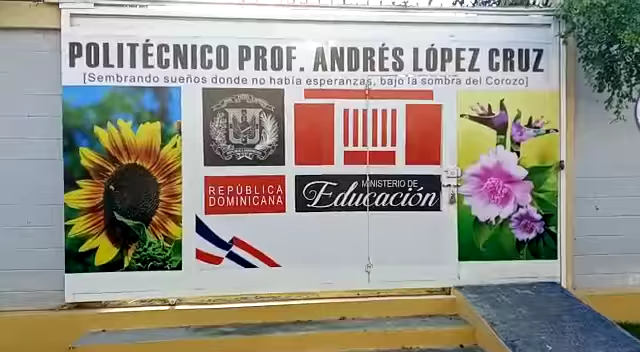 POLITÉCNICO PROF. ANDRÉS LÓPEZ CRUZ
[Sembrando sueños donde no había esperanzas, bajo la sombra del Corozo]
REPÚBLICA
DOMINICANA
MINISTERIO DE
Educación